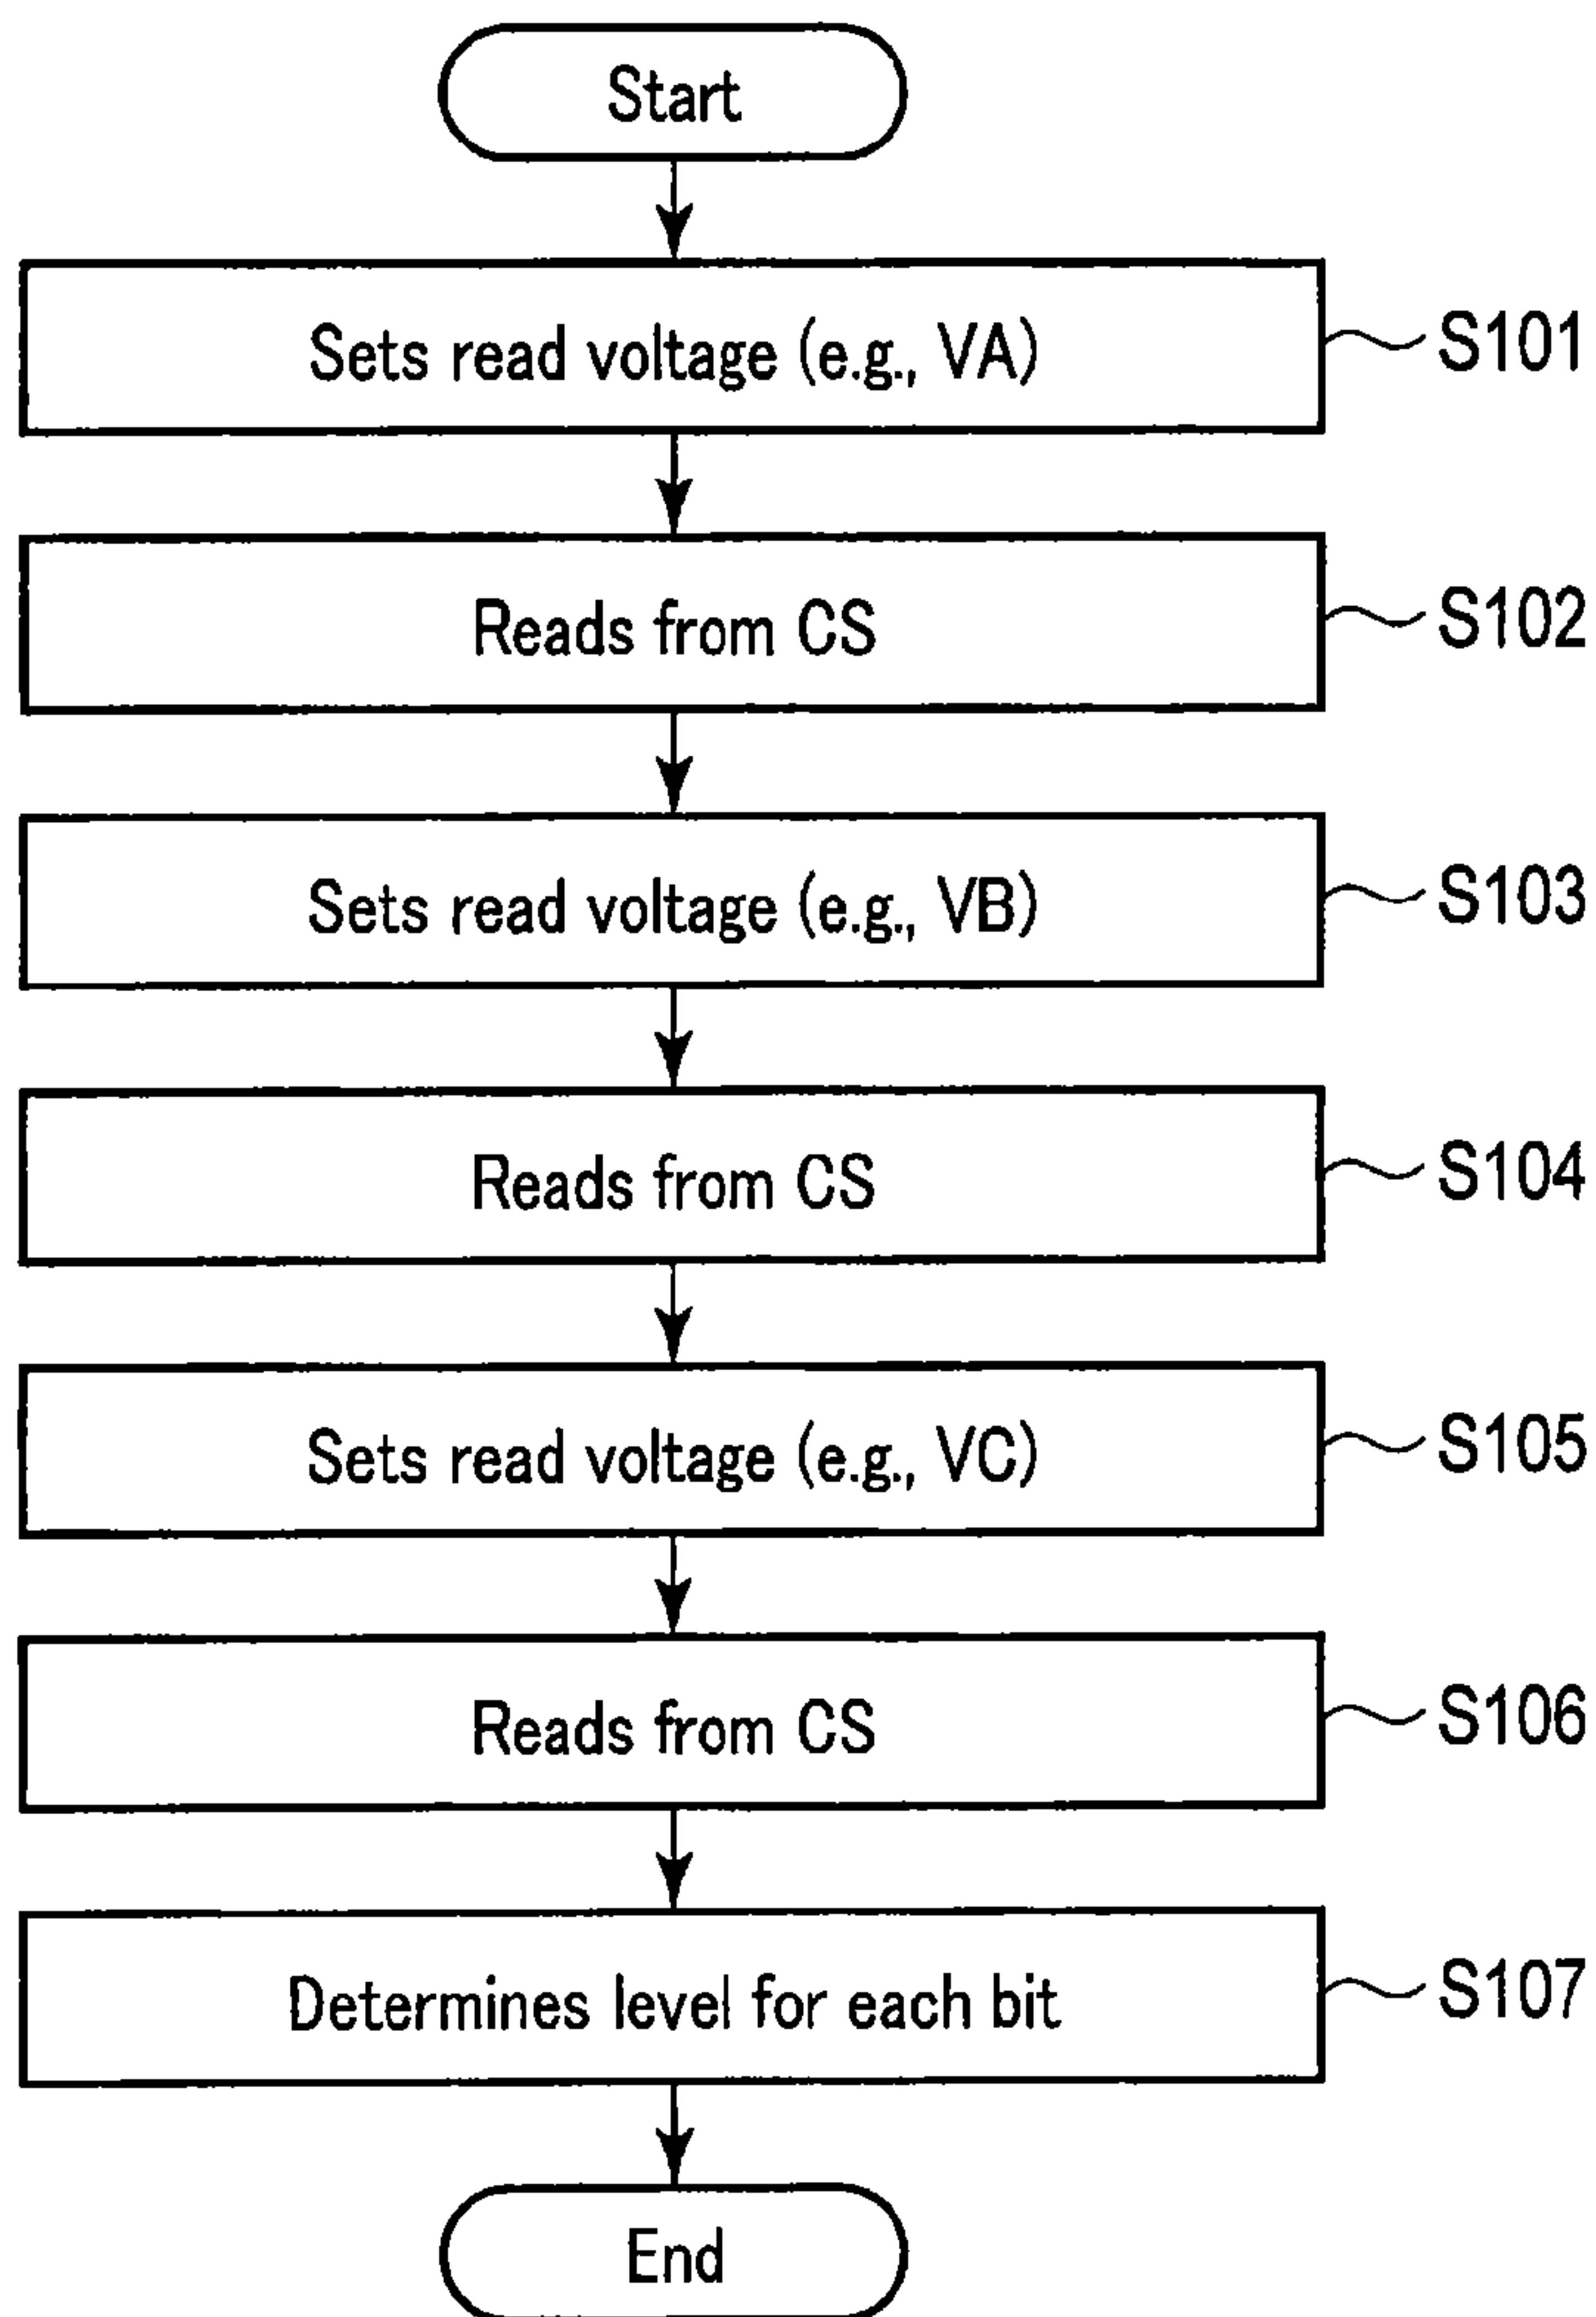 Start
Sets read voltage (e.g., VA)
S101
Reads from CS
S102
Sets read voltage (e.g., VB)
S103
Reads from CS
S104
Sets read voltage (e.g., VC)
S105
Reads from CS
S106
Determines level for each bit
S107
End